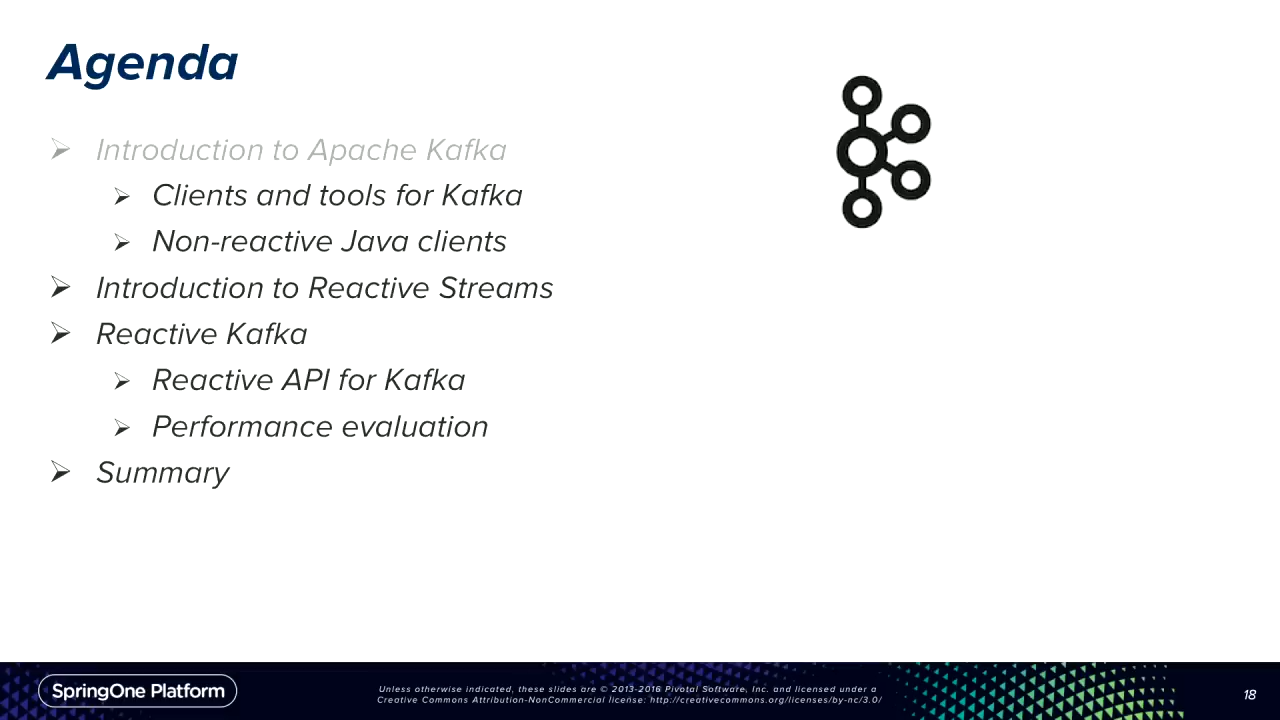 Agenda
Introduction to Apache Kafka
Clients and tools for Kafka
Non-reactive Java clients
Introduction to Reactive Streams
Reactive Kafka
Reactive API for Kafka
Performance evaluation
Summary
SpringOne Platform
Unless otherwise indicated, these slides are © 2013-2016 Pivotal Software, Inc. and licensed under a
Creative Commons Attribution-NonCommercial license: http://creativecommons.org/licenses/by-nc/3.0/
18